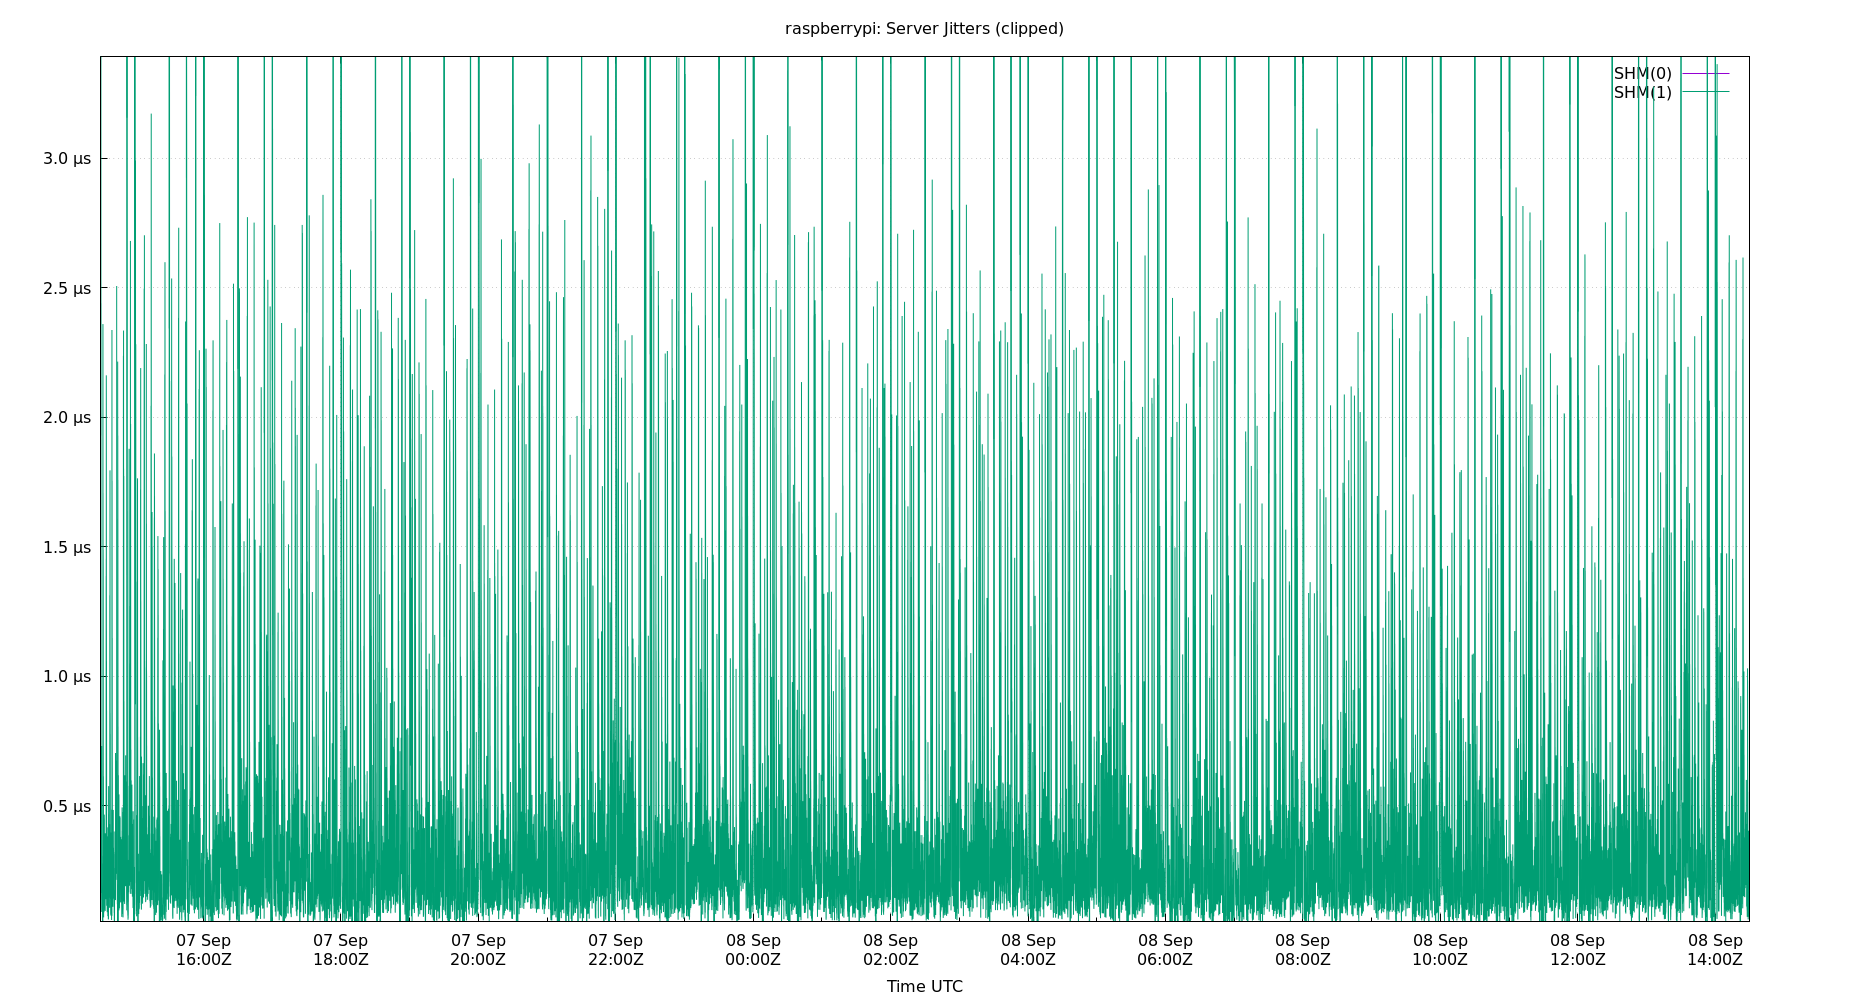 raspberrypi: Server Jitters (clipped)
SHM(0)
SHM(1)
3.0 µs
2.5 µs
2.0 µs
1.5 µs
1.0 µs
0.5 µs
07 Sep 07 Sep 07 Sep 07 Sep 08 Sep 08 Sep 08 Sep 08 Sep 08 Sep 08 Sep 08 Sep 08 Sep
16:00Z 18:00Z 20:00Z 22:00Z 00:00Z 02:00Z 04:00Z 06:00Z 08:00Z 10:00Z 12:00Z 14:00Z
Time UTC